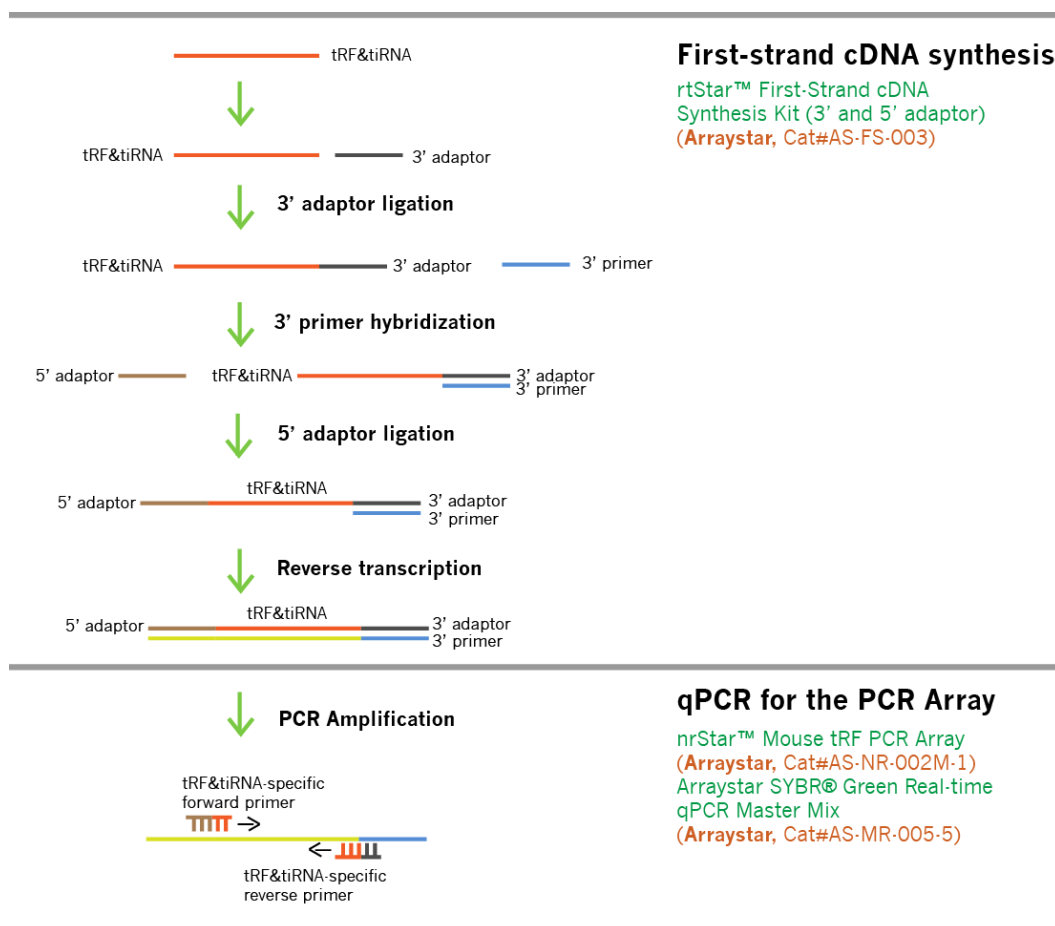 tRF&tiRNA
First-strand cDNA synthesis
rtStar™ First-Strand cDNA
Synthesis Kit (3’ and 5’ adaptor)
(Arraystar, Cat#AS-FS-003)
tRF&tiRNA
3’ adaptor
3’ adaptor ligation
tRF&tiRNA
3’ adaptor
3’ primer
3’ primer hybridization
5’ adaptor
tRF&tiRNA
3’ adaptor
3’ primer
5’ adaptor ligation
tRF&tiRNA
5’ adaptor
3’ adaptor
3’ primer
Reverse transcription
tRF&tiRNA
5’ adaptor
3’ adaptor
3’ primer
PCR Amplification
qPCR for the PCR Array
nrStar™ Mouse tRF PCR Array
(Arraystar, Cat#AS-NR-002M-1)
Arraystar SYBR® Green Real-time
qPCR Master Mix
(Arraystar, Cat#AS-MR-005-5)
tRF&tiRNA-specific
forward primer
tRF&tiRNA-specific
reverse primer